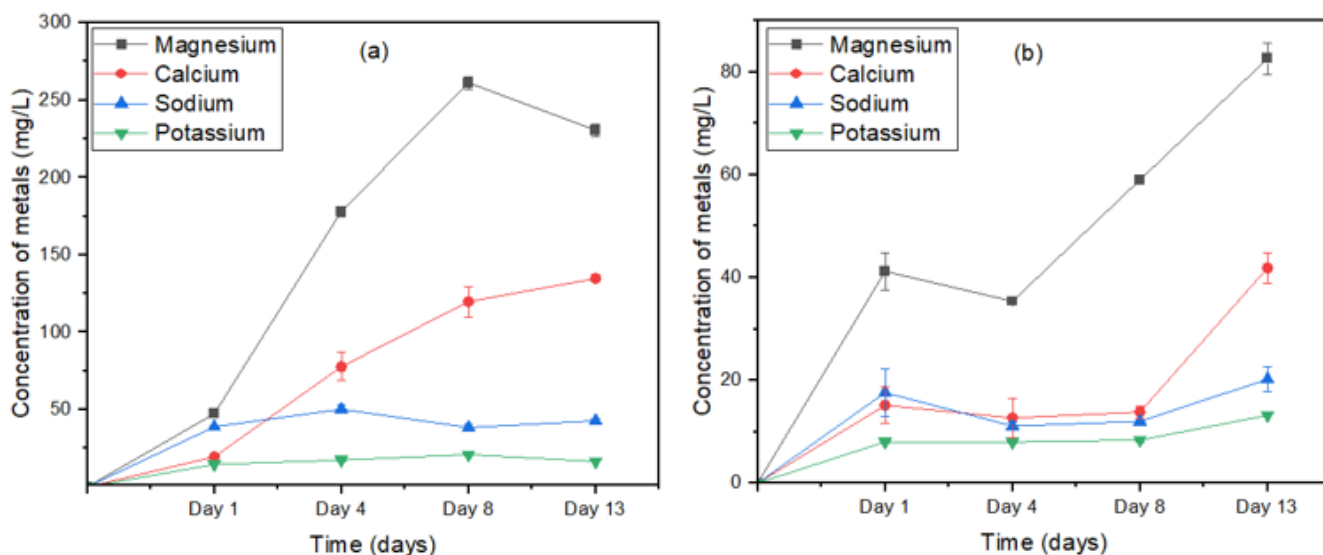 (a)
Magnesium
Calcium
Sodium
Potassium
Concentration of metals (mg/L)
300
250
200
150
100
50
Day 1 Day 4 Day 8 Day 13
Time (days)
(b)
Magnesium
Calcium
Sodium
Potassium
Concentration of metals (mg/L)
80
60
40
20
0
Day 1 Day 4 Day 8 Day 13
Time (days)